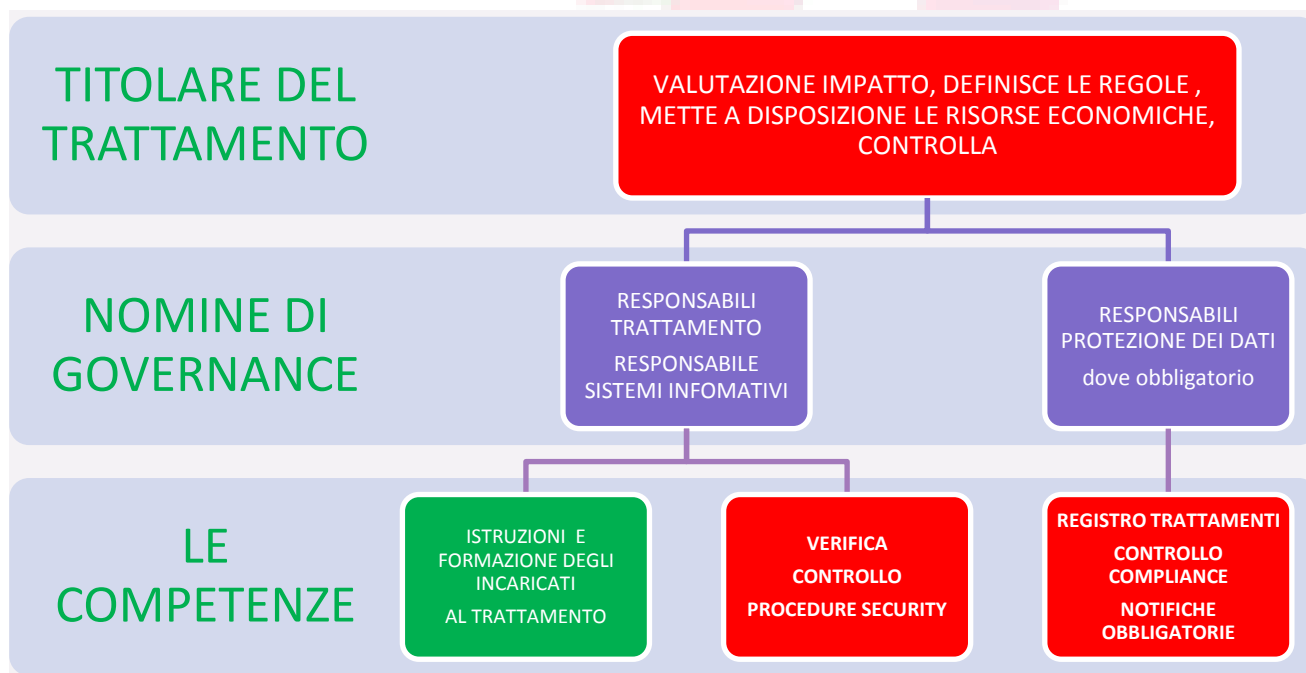 TITOLARE DEL
TRATTAMENTO
VALUTAZIONE IMPATTO, DEFINISCE LE REGOLE ,
METTE A DISPOSIZIONE LE RISORSE ECONOMICHE,
CONTROLLA
NOMINE DI
GOVERNANCE
RESPONSABILI
TRATTAMENTO
RESPONSABILE
SISTEMI INFOMATIVI
RESPONSABILI
PROTEZIONE DEI DATI
dove obbligatorio
LE
COMPETENZE
ISTRUZIONI E
FORMAZIONE DEGLI
INCARICATI
AL TRATTAMENTO
VERIFICA
CONTROLLO
PROCEDURE SECURITY
REGISTRO TRATTAMENTI
CONTROLLO
COMPLIANCE
NOTIFICHE
OBBLIGATORIE